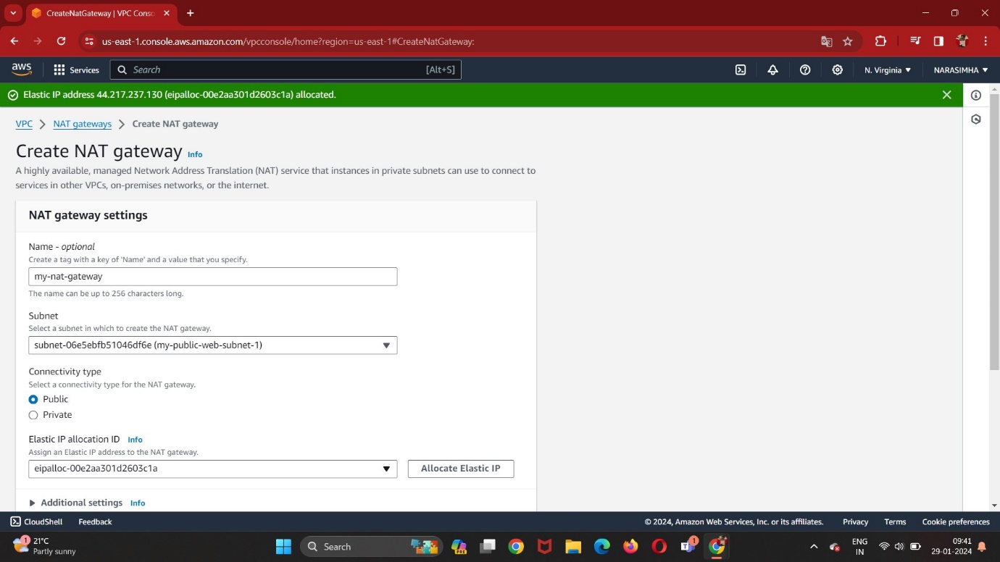 CreateNatGateway | VPC Conso
us-east-1.console.aws.amazon.com/vpcconsole/home?region=us-east-1#CreateNatGateway:
aws
Services
Search
[Alt+S]
N. Virginia
NARASIMHA
Elastic IP address 44.217.237.130 (eipalloc-00e2aa301d2603c1a) allocated.
VPC > NAT gateways > Create NAT gateway
Create NAT gateway Info
A highly available, managed Network Address Translation (NAT) service that instances in private subnets can use to connect to
services in other VPCs, on-premises networks, or the internet.
NAT gateway settings
Name - optional
Create a tag with a key of 'Name' and a value that you specify.
my-nat-gateway
The name can be up to 256 characters long.
Subnet
Select a subnet in which to create the NAT gateway.
subnet-06e5ebfb51046df6e (my-public-web-subnet-1)
Connectivity type
Select a connectivity type for the NAT gateway.
Public
Private
Elastic IP allocation ID Info
Assign an Elastic IP address to the NAT gateway.
eipalloc-00e2aa301d2603c1a
Allocate Elastic IP
Additional settings Info
CloudShell
Feedback
© 2024, Amazon Web Services, Inc. or its affiliates.
Privacy
Terms
Cookie preferences
1
21°C
Partly sunny
Search
PRE
1
ENG
IN
09:41
29-01-2024